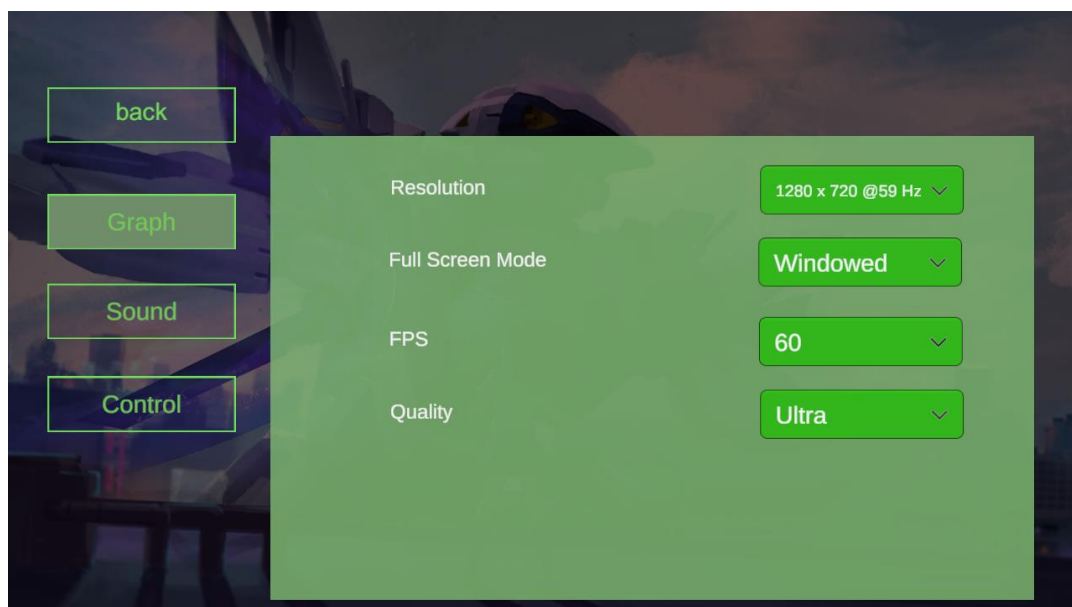 back
Graph
Sound
Control
Resolution
1280 x 720 @59 Hz
Full Screen Mode
Windowed
FPS
60
Quality
Ultra